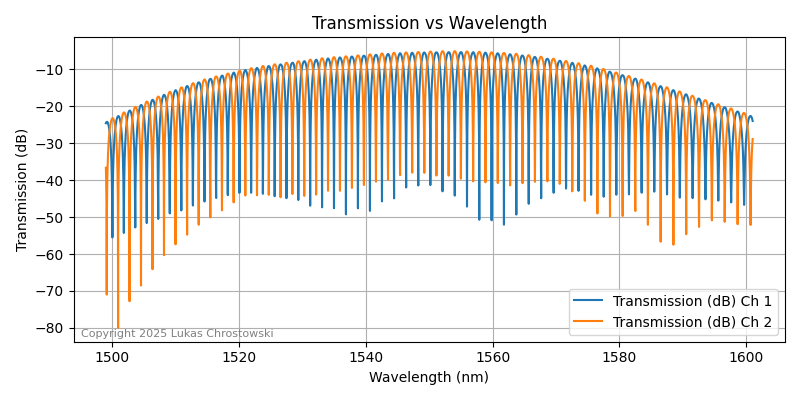 Transmission vs Wavelength
Transmission (dB)
−10
−20
−30
−40
−50
−60
−70
−80
Transmission (dB) Ch 1
Transmission (dB) Ch 2
Copyright 2025 Lukas Chrostowski
1500 1520 1540 1560 1580 1600
Wavelength (nm)